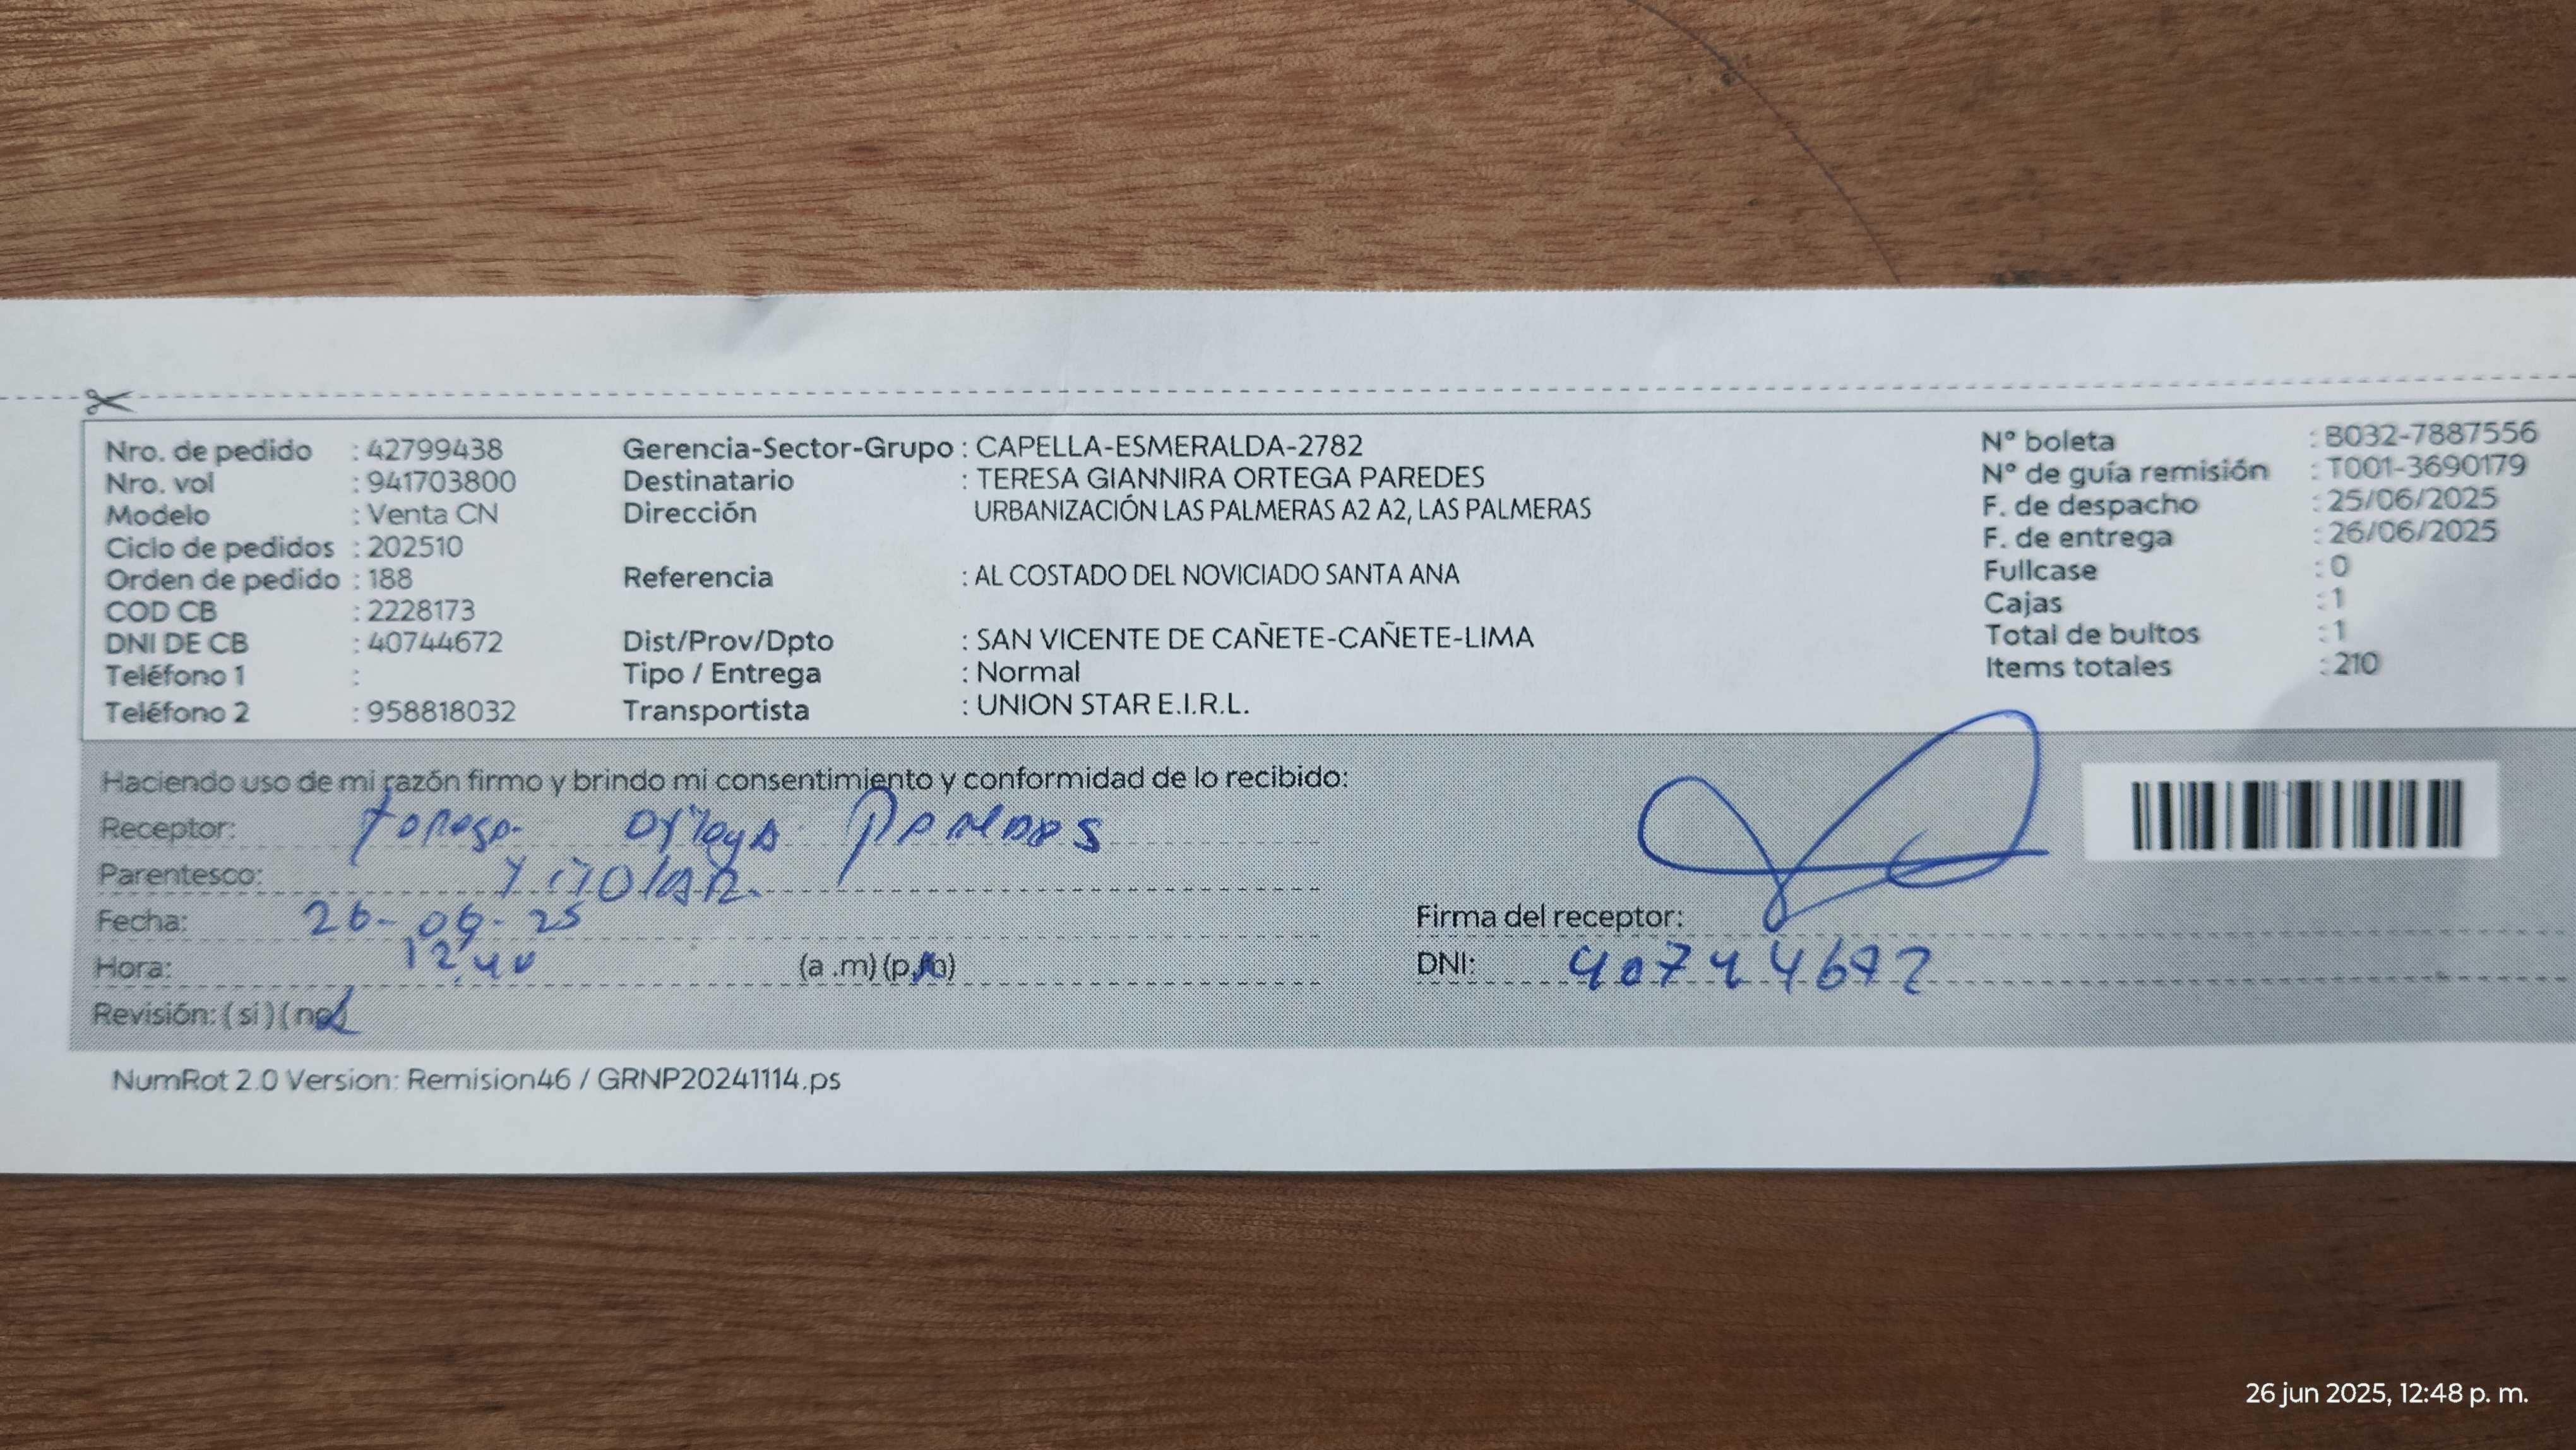 Nro. de pedido : 42799438 Gerencia-Sector-Grupo : CAPELLA-ESMERALDA-2782 N° boleta : B032-7887556
Nro. vol : 941703800 Destinatario : TERESA GIANNIRA ORTEGA PAREDES N° de guía remisión : T001-3690179
Modelo : Venta CN Dirección URBANIZACIÓN LAS PALMERAS A2 A2, LAS PALMERAS F. de despacho : 25/06/2025
Ciclo de pedidos : 202510 F. de entrega : 26/06/2025
Orden de pedido : 188 Referencia : AL COSTADO DEL NOVICIADO SANTA ANA Fullcase : 0
COD CB : 2228173 Cajas : 1
DNI DE CB : 40744672 Dist/Prov/Dpto : SAN VICENTE DE CAÑETE-CAÑETE-LIMA Total de bultos : 1
Teléfono 1 : Tipo / Entrega : Normal Items totales : 210
Teléfono 2 : 958818032 Transportista : UNION STAR E.I.R.L.
Haciendo uso de mi razón firmo y brindo mi consentimiento y conformidad de lo recibido:
Receptor: Teresa Ortega Paredes
Parentesco: Titular.
Fecha: 26-06-25 Firma del receptor:
Hora: 12:40 (a .m) (p.m) DNI: 40744672
Revisión: ( si ) ( no )
NumRot 2.0 Version: Remision46 / GRNP20241114.ps
26 jun 2025, 12:48 p. m.